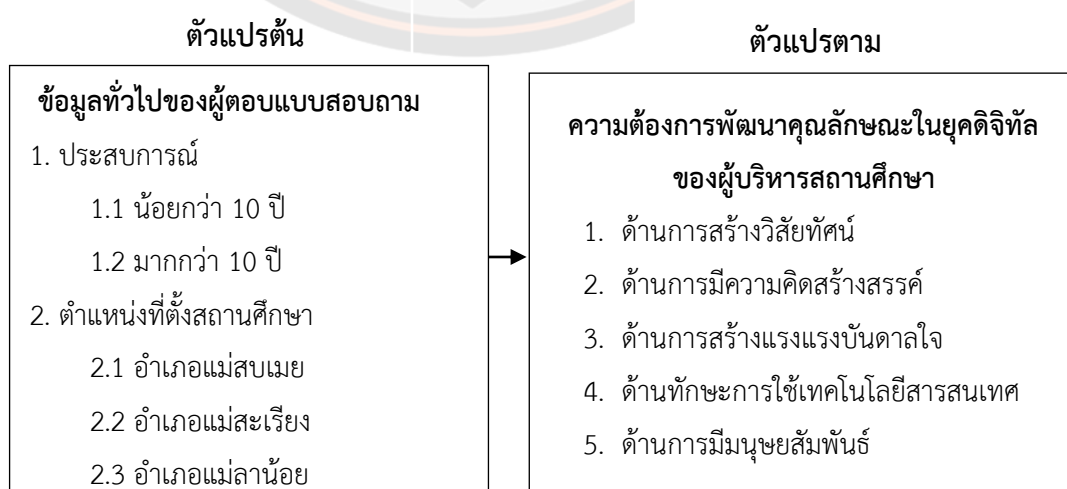 ตัวแปรต้น
ข้อมูลทั่วไปของผู้ตอบแบบสอบถาม
1. ประสบการณ์
1.1 น้อยกว่า 10 ปี
1.2 มากกว่า 10 ปี
2. ตำแหน่งที่ตั้งสถานศึกษา
2.1 อำเภอแม่สบเมย
2.2 อำเภอแม่สะเรียง
2.3 อำเภอแม่ลาน้อย
ตัวแปรตาม
ความต้องการพัฒนาคุณลักษณะในยุคดิจิทัล
ของผู้บริหารสถานศึกษา
1. ด้านการสร้างวิสัยทัศน์
2. ด้านการมีความคิดสร้างสรรค์
3. ด้านการสร้างแรงแรงบันดาลใจ
4. ด้านทักษะการใช้เทคโนโลยีสารสนเทศ
5. ด้านการมีมนุษยสัมพันธ์